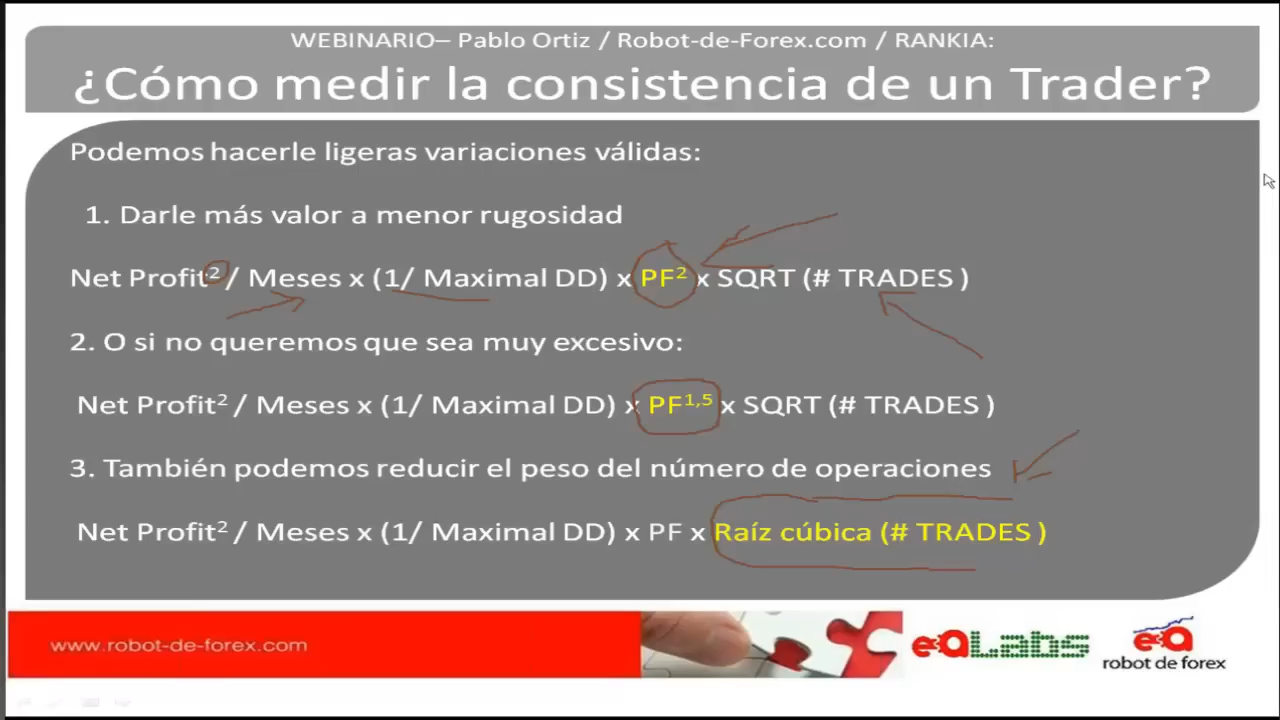 WEBINARIO– Pablo Ortiz / Robot-de-Forex.com / RANKIA:
¿Cómo medir la consistencia de un Trader?
Podemos hacerle ligeras variaciones válidas:
1. Darle más valor a menor rugosidad
Net Profit² / Meses x (1/ Maximal DD) x PF² x SQRT (# TRADES )
2. O si no queremos que sea muy excesivo:
Net Profit² / Meses x (1/ Maximal DD) x PF¹,⁵ x SQRT (# TRADES )
3. También podemos reducir el peso del número de operaciones
Net Profit² / Meses x (1/ Maximal DD) x PF x Raíz cúbica (# TRADES )
www.robot-de-forex.com
eaLabs
ea
robot de forex